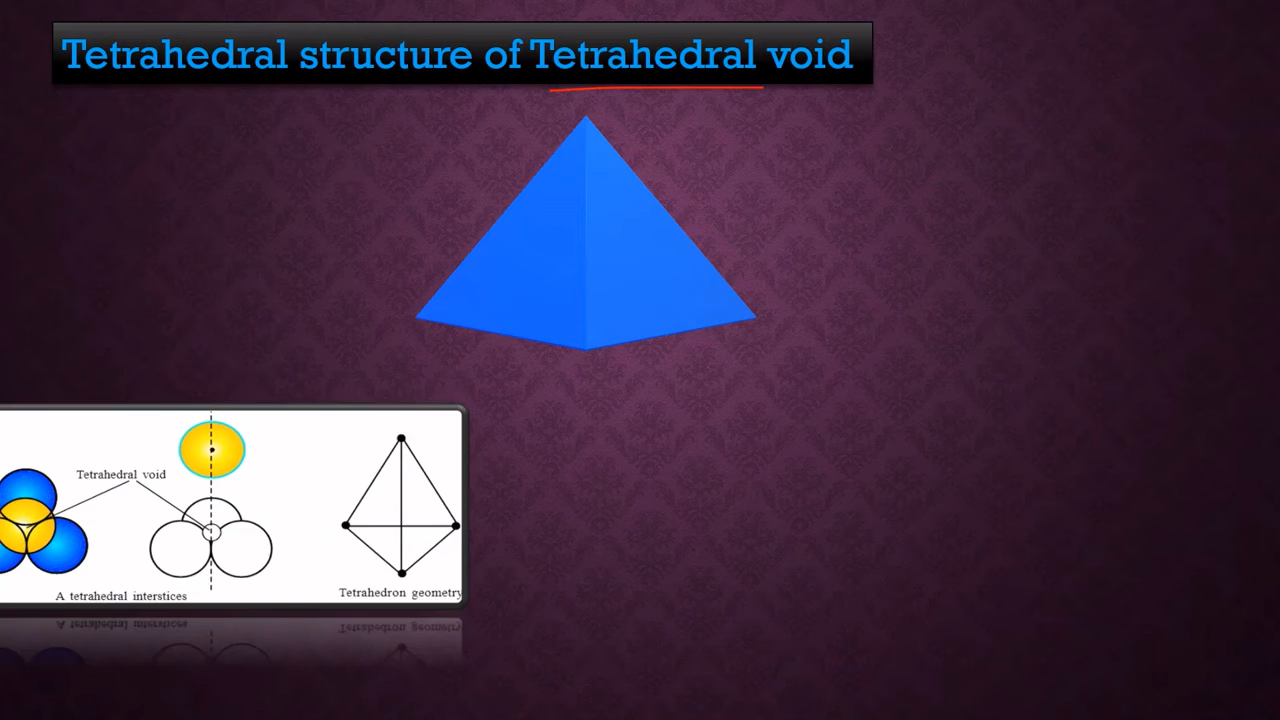 Tetrahedral structure of Tetrahedral void
Tetrahedral void
A tetrahedral interstices
Tetrahedron geometry